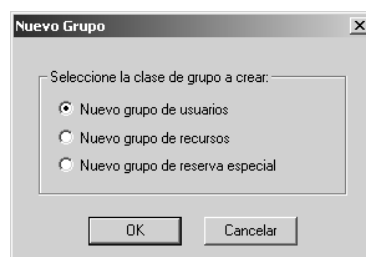 Nuevo Grupo
Seleccione la clase de grupo a crear:
Nuevo grupo de usuarios
Nuevo grupo de recursos
Nuevo grupo de reserva especial
OK Cancelar